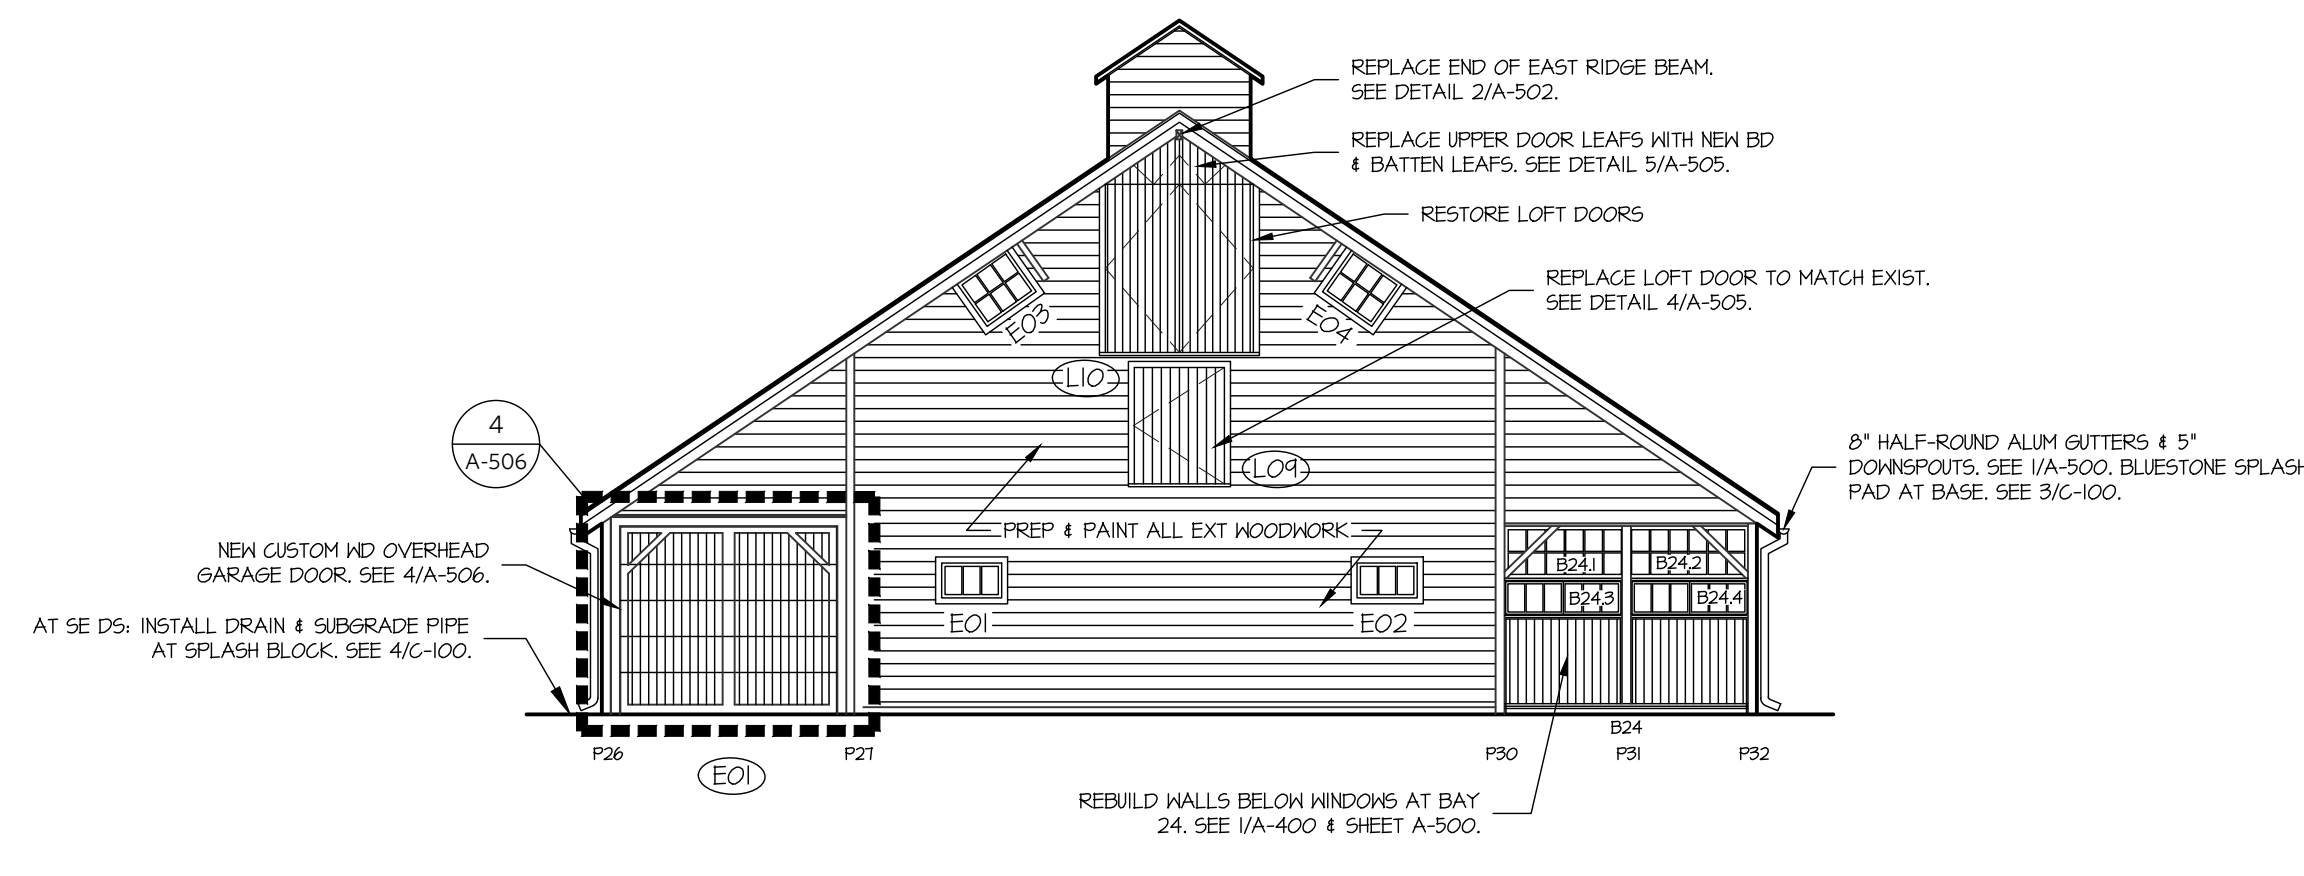 REPLACE END OF EAST RIDGE BEAM.
SEE DETAIL 2/A-502.
REPLACE UPPER DOOR LEAFS WITH NEW BD
& BATTEN LEAFS. SEE DETAIL 5/A-505.
RESTORE LOFT DOORS
REPLACE LOFT DOOR TO MATCH EXIST.
SEE DETAIL 4/A-505.
E03
E04
L10
L09
4
A-506
8" HALF-ROUND ALUM GUTTERS & 5"
DOWNSPOUTS. SEE 1/A-500. BLUESTONE SPLASH
PAD AT BASE. SEE 3/C-100.
PREP & PAINT ALL EXT WOODWORK
NEW CUSTOM WD OVERHEAD
GARAGE DOOR. SEE 4/A-506.
AT SE DS: INSTALL DRAIN & SUBGRADE PIPE
AT SPLASH BLOCK. SEE 4/C-100.
E01
E02
B24.1
B24.2
B24.3
B24.4
B24
P26
P27
P30
P31
P32
E01
REBUILD WALLS BELOW WINDOWS AT BAY
24. SEE 1/A-400 & SHEET A-500.